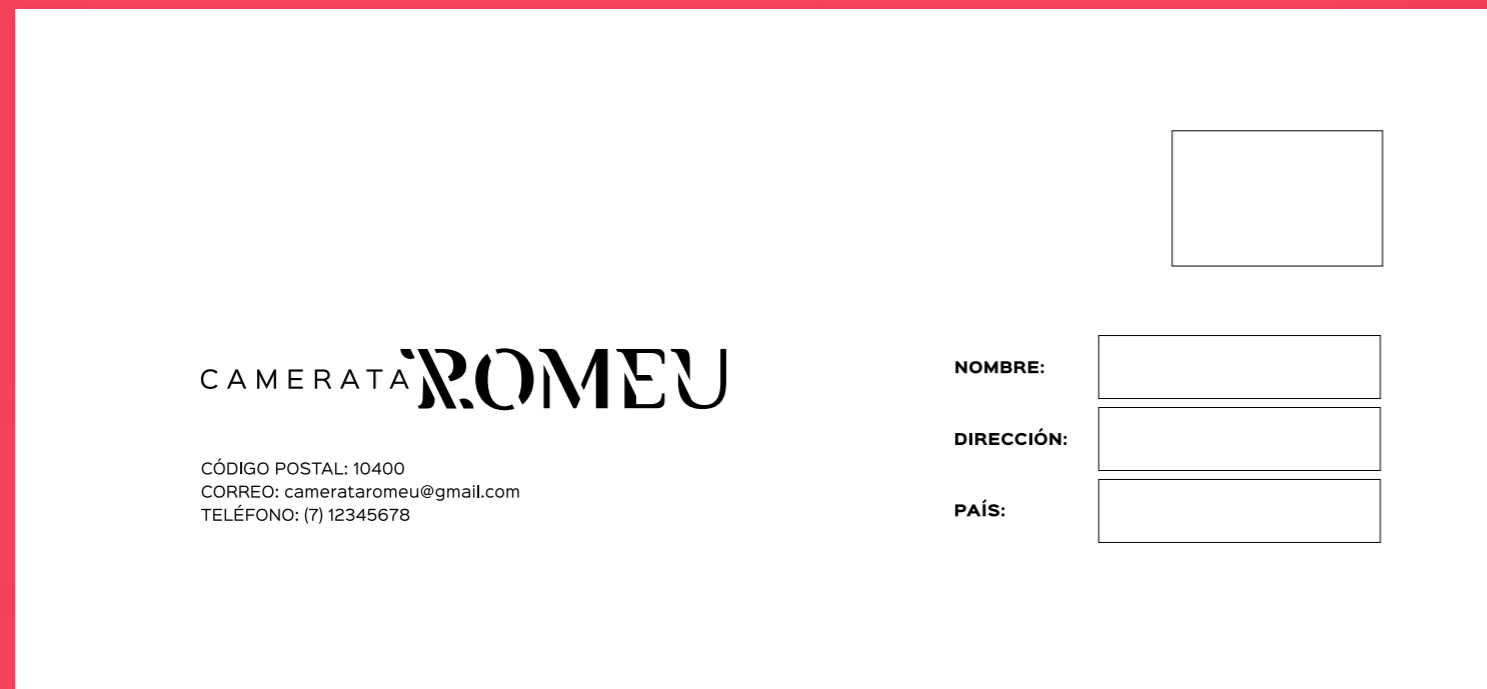 CAMERATA ROMEU
CÓDIGO POSTAL: 10400
CORREO: camerataromeu@gmail.com
TELÉFONO: (7) 12345678
NOMBRE:
DIRECCIÓN:
PAÍS: